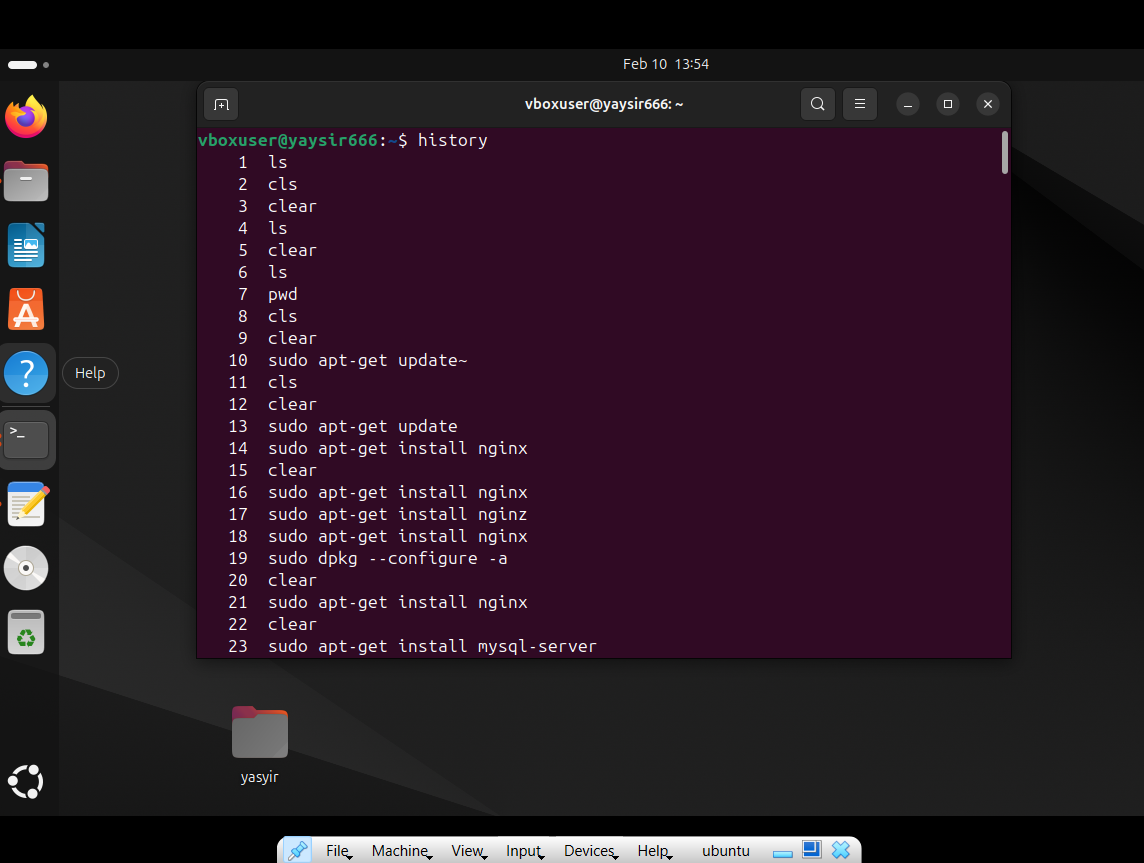 Feb 10 13:54
vboxuser@yaysir666: ~
vboxuser@yaysir666:~$ history
1 ls
2 cls
3 clear
4 ls
5 clear
6 ls
7 pwd
8 cls
9 clear
10 sudo apt-get update~
11 cls
12 clear
13 sudo apt-get update
14 sudo apt-get install nginx
15 clear
16 sudo apt-get install nginx
17 sudo apt-get install nginz
18 sudo apt-get install nginx
19 sudo dpkg --configure -a
20 clear
21 sudo apt-get install nginx
22 clear
23 sudo apt-get install mysql-server
Help
yasyir
File Machine View Input Devices Help ubuntu